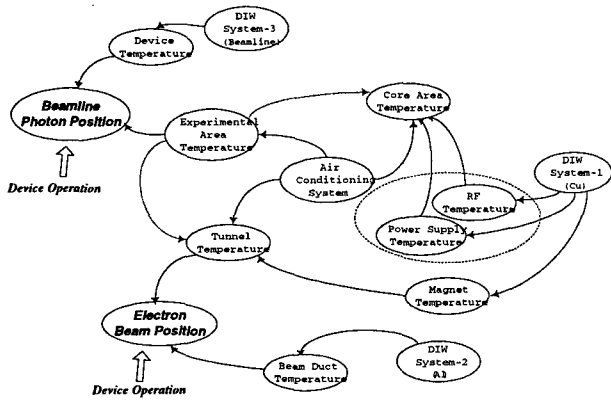 DIW
System-3
(Beamline)
Device
Temperature
Beamline
Photon Position
Device Operation
Experimental
Area
Temperature
Core Area
Temperature
Air
Conditioning
System
DIW
System-1
(Cu)
RF
Temperature
Power Supply
Temperature
Tunnel
Temperature
Magnet
Temperature
Electron
Beam Position
Device Operation
Beam Duct
Temperature
DIW
System-2
(Al)